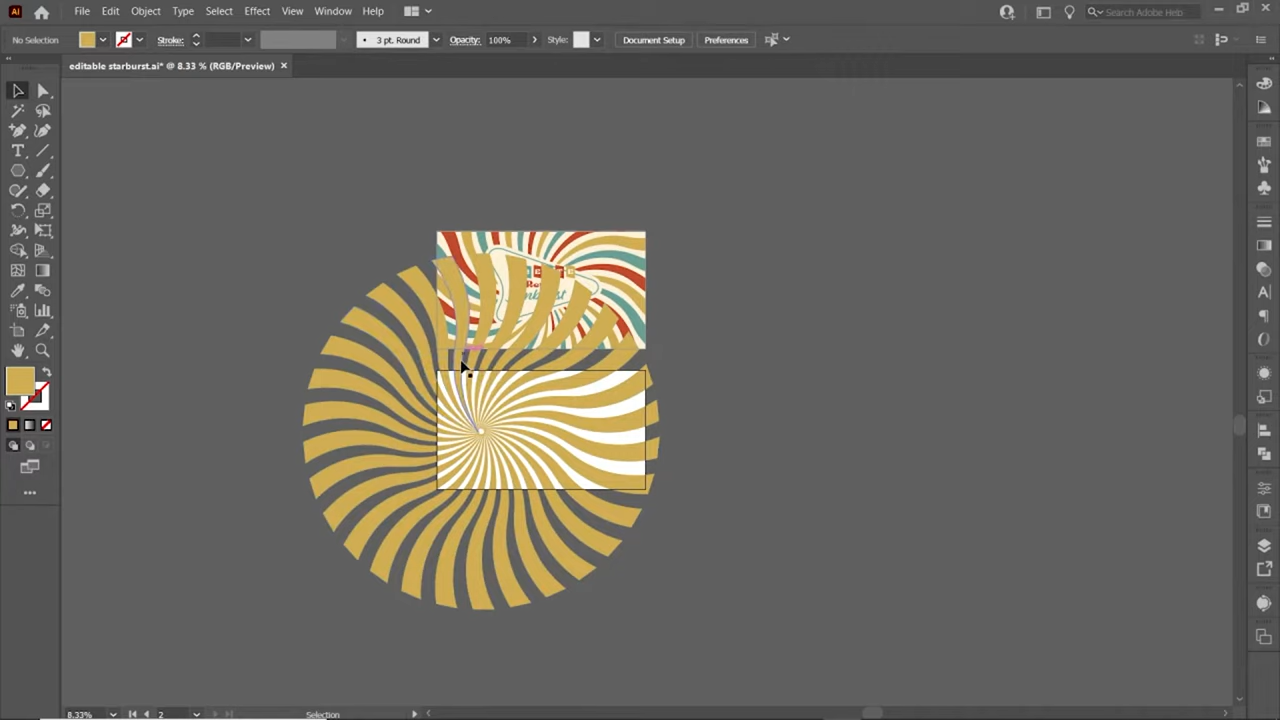 Ai File Edit Object Type Select Effect View Window Help Search Adobe Help
No Selection Stroke: 3 pt. Round Opacity: 100% Style: Document Setup Preferences
editable starburst.ai* @ 8.33 % (RGB/Preview) ×
8.33% 2 Selection